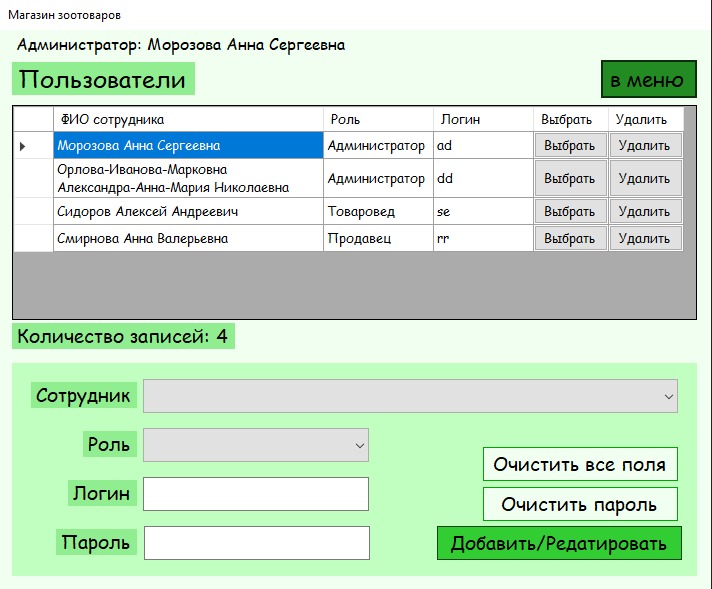 Магазин зоотоваров
Администратор: Морозова Анна Сергеевна
Пользователи
в меню
ФИО сотрудника Роль Логин Выбрать Удалить
Морозова Анна Сергеевна Администратор ad Выбрать Удалить
Орлова-Иванова-Марковна
Александра-Анна-Мария Николаевна Администратор dd Выбрать Удалить
Сидоров Алексей Андреевич Товаровед se Выбрать Удалить
Смирнова Анна Валерьевна Продавец rr Выбрать Удалить
Количество записей: 4
Сотрудник
Роль
Логин
Пароль
Очистить все поля
Очистить пароль
Добавить/Редатировать